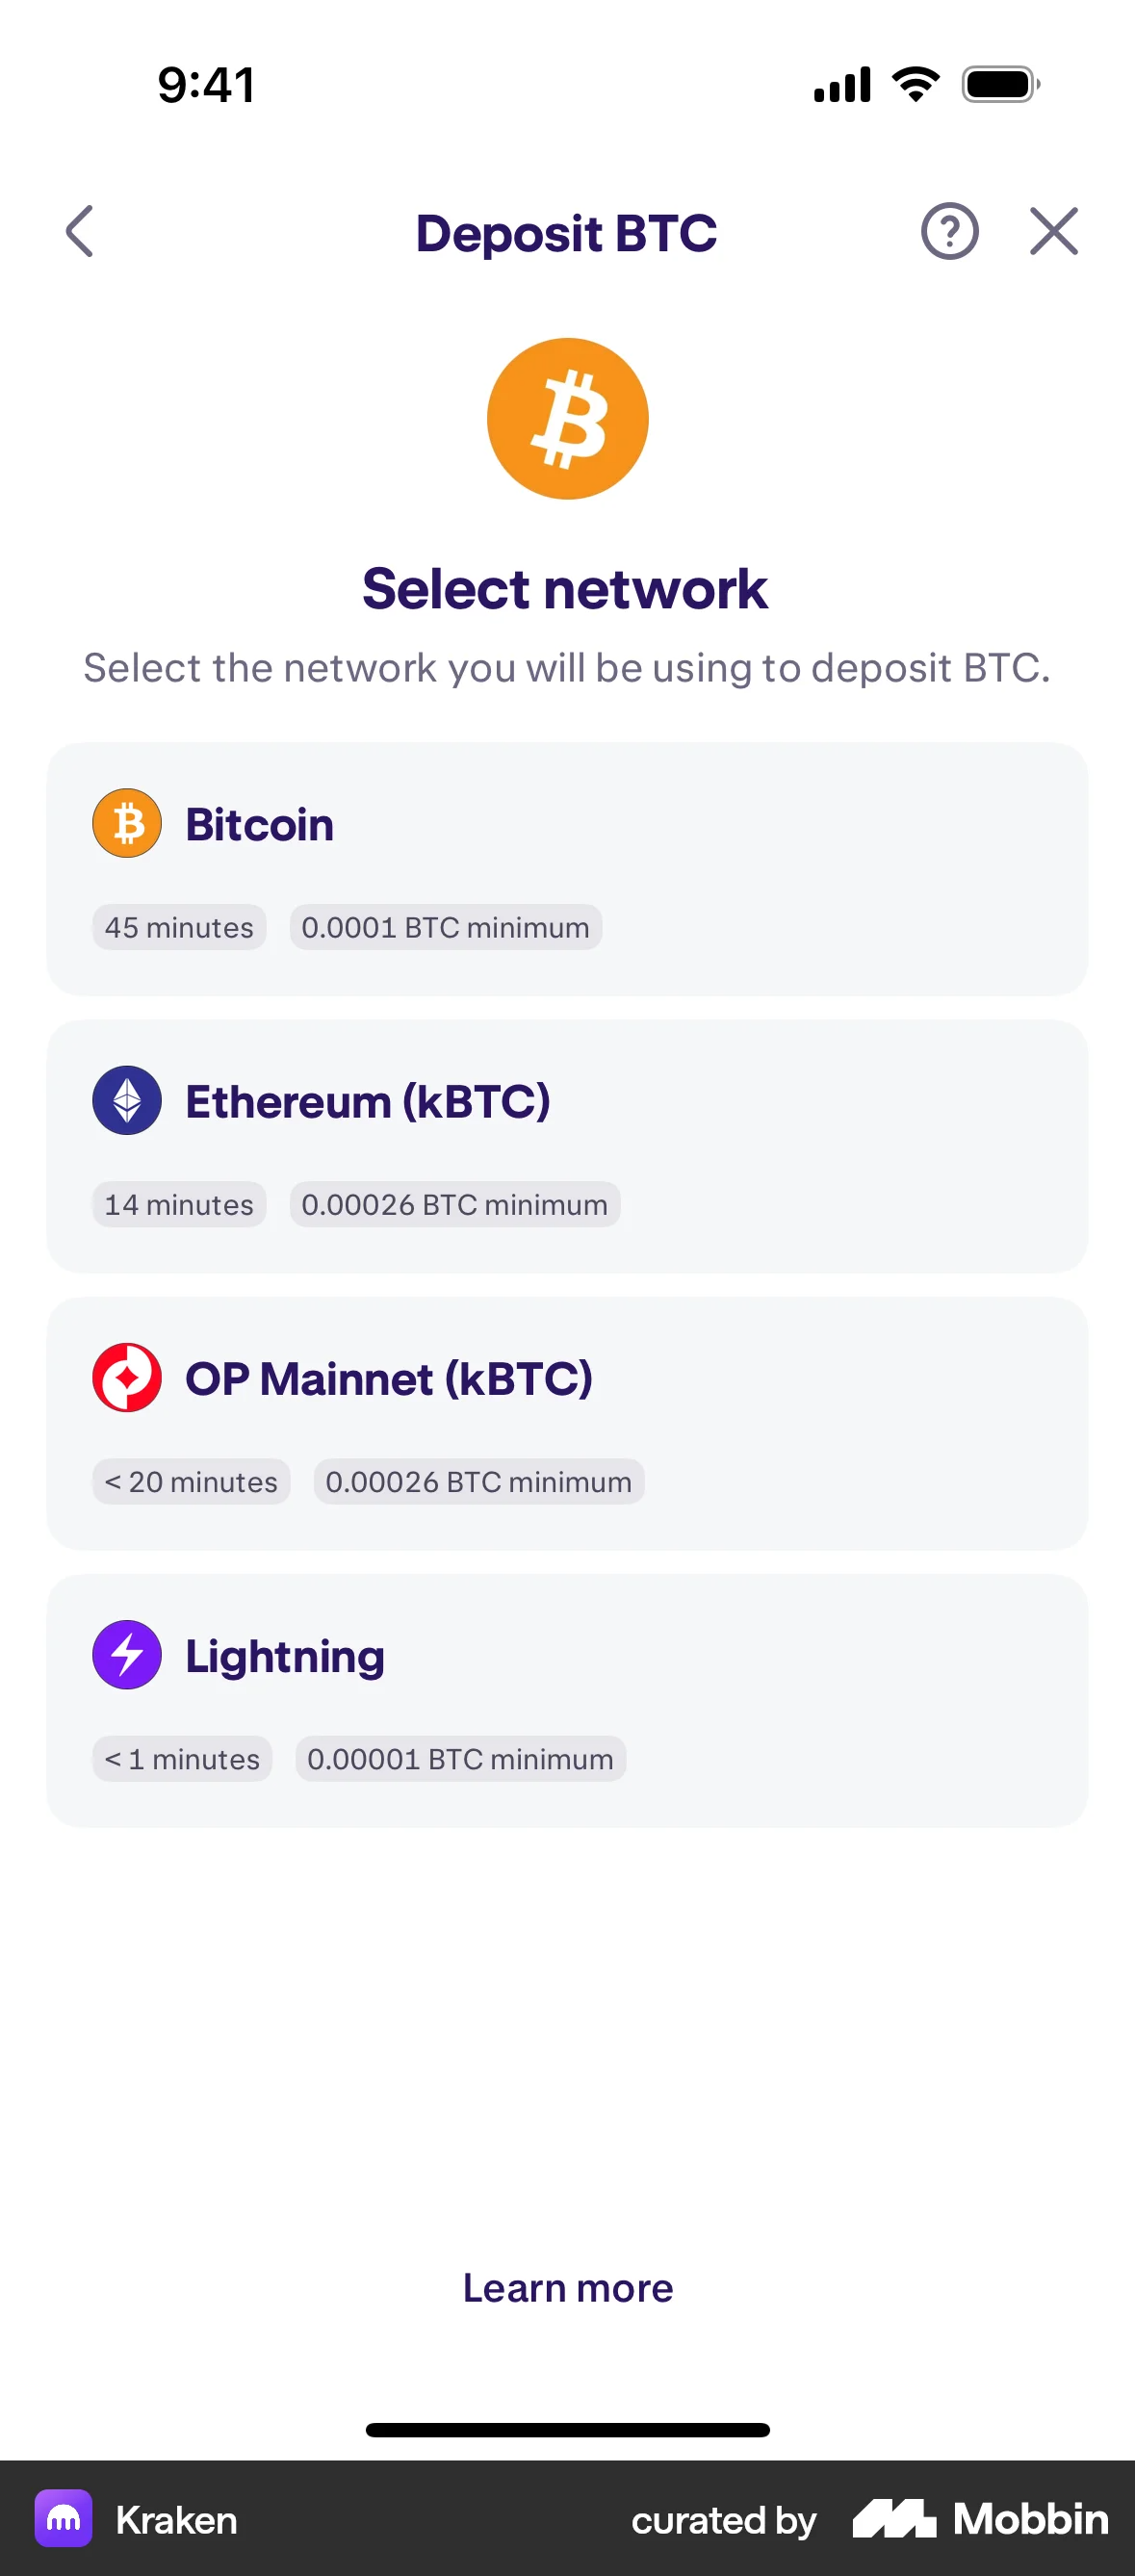 9:41
Deposit BTC
Select network
Select the network you will be using to deposit BTC.
Bitcoin
45 minutes 0.0001 BTC minimum
Ethereum (kBTC)
14 minutes 0.00026 BTC minimum
OP Mainnet (kBTC)
< 20 minutes 0.00026 BTC minimum
Lightning
< 1 minutes 0.00001 BTC minimum
Learn more
Kraken curated by Mobbin